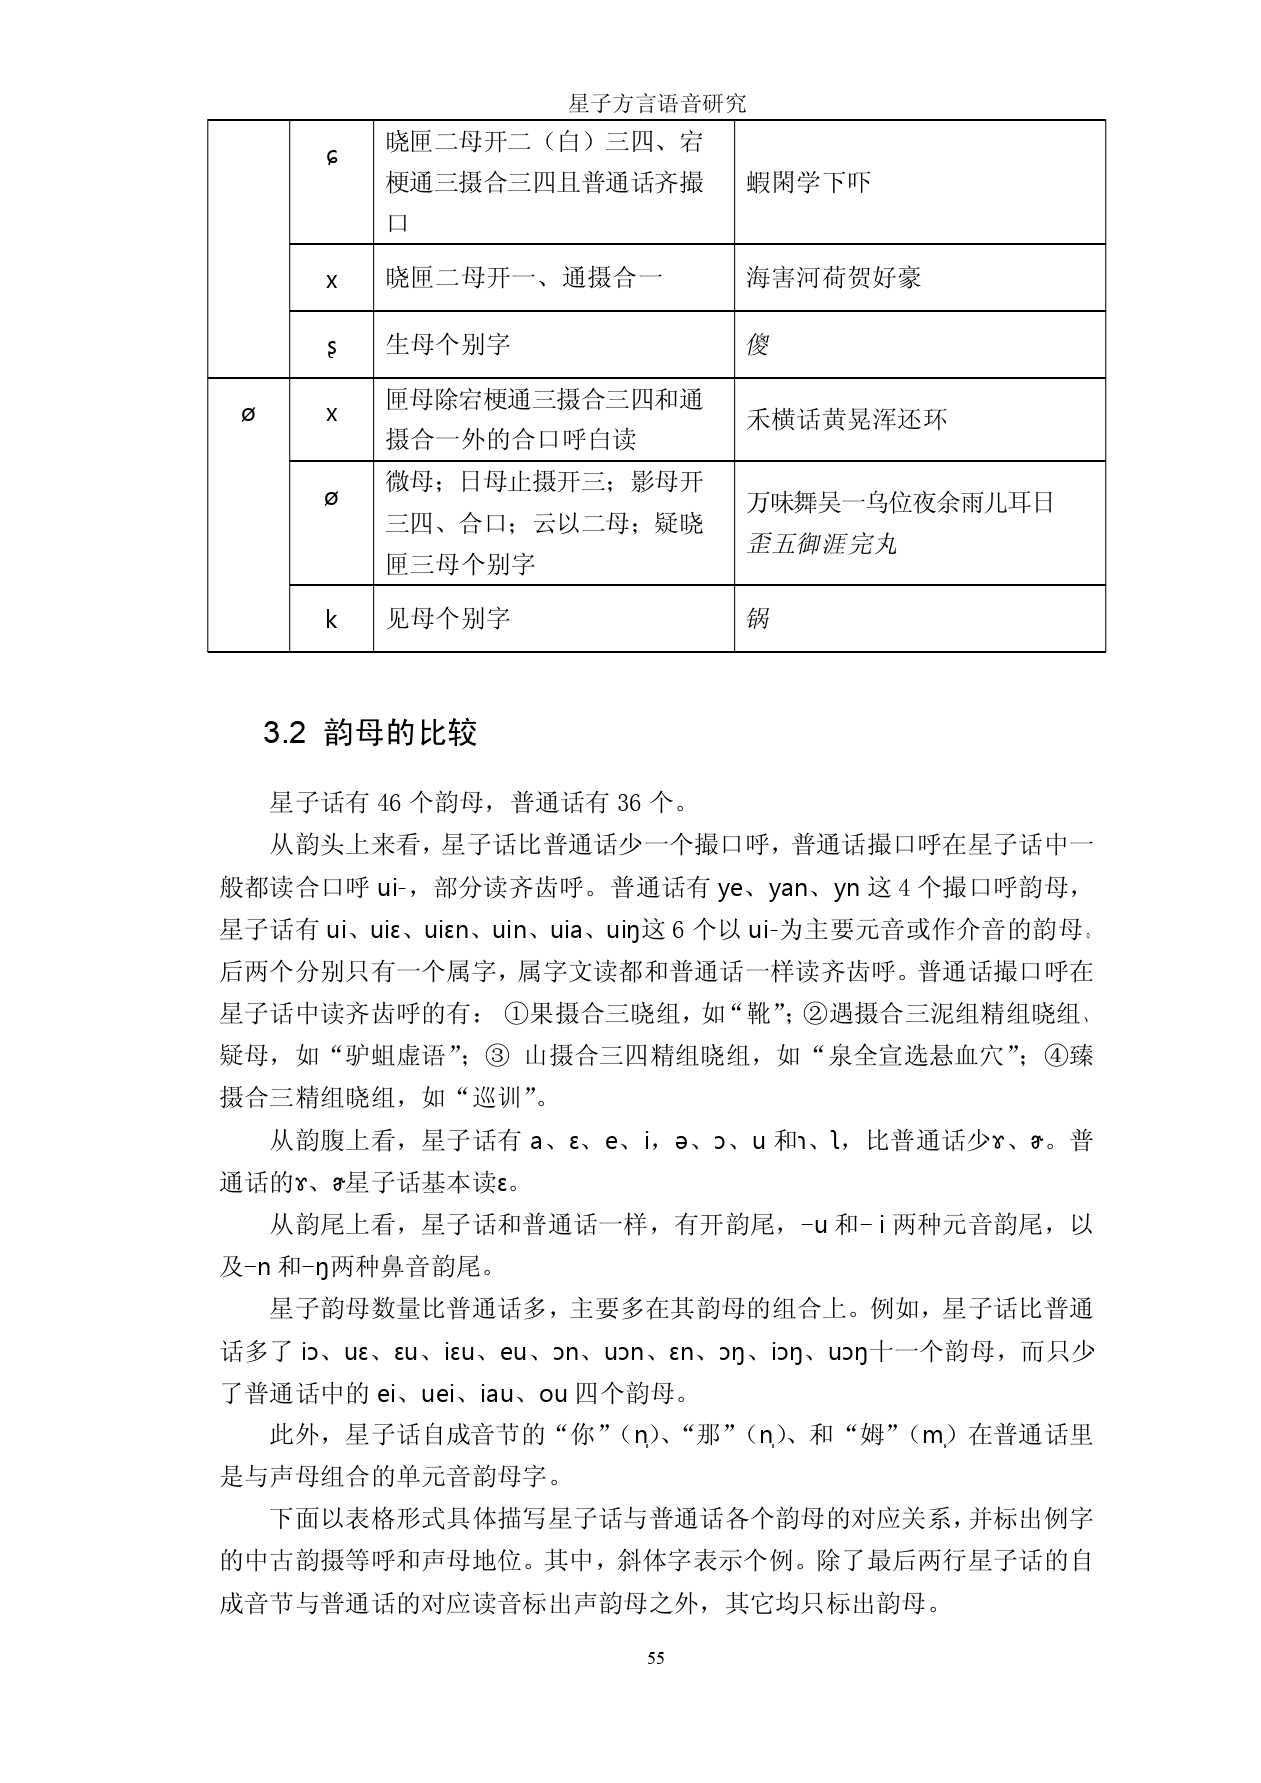 星子方言语音研究
ɕ
晓匣二母开二（白）三四、宕
梗通三摄合三四且普通话齐撮
口
蝦閑学下吓
x
晓匣二母开一、通摄合一
海害河荷贺好豪
ʂ
生母个别字
傻
ø
x
匣母除宕梗通三摄合三四和通
摄合一外的合口呼白读
禾横话黄晃浑还环
ø
微母；日母止摄开三；影母开
三四、合口；云以二母；疑晓
匣三母个别字
万味舞吴一乌位夜余雨儿耳日
歪五御涯完丸
k
见母个别字
锅
3.2 韵母的比较
星子话有 46 个韵母，普通话有 36 个。
从韵头上来看，星子话比普通话少一个撮口呼，普通话撮口呼在星子话中一
般都读合口呼 ui-，部分读齐齿呼。普通话有 ye、yan、yn 这 4 个撮口呼韵母，
星子话有 ui、uiɛ、uiɛn、uin、uia、uiŋ这 6 个以 ui-为主要元音或作介音的韵母。
后两个分别只有一个属字，属字文读都和普通话一样读齐齿呼。普通话撮口呼在
星子话中读齐齿呼的有： ①果摄合三晓组，如“靴”；②遇摄合三泥组精组晓组、
疑母，如“驴蛆虚语”；③ 山摄合三四精组晓组，如“泉全宣选悬血穴”；④臻
摄合三精组晓组，如“巡训”。
从韵腹上看，星子话有 a、ɛ、e、i，ə、ɔ、u 和ɿ、ʅ，比普通话少ɤ、ɚ。普
通话的ɤ、ɚ星子话基本读ɛ。
从韵尾上看，星子话和普通话一样，有开韵尾，-u 和- i 两种元音韵尾，以
及-n 和-ŋ两种鼻音韵尾。
星子韵母数量比普通话多，主要多在其韵母的组合上。例如，星子话比普通
话多了 iɔ、uɛ、ɛu、iɛu、eu、ɔn、uɔn、ɛn、ɔŋ、iɔŋ、uɔŋ十一个韵母，而只少
了普通话中的 ei、uei、iau、ou 四个韵母。
此外，星子话自成音节的“你”（n̩）、“那”（n̩）、和“姆”（m̩）在普通话里
是与声母组合的单元音韵母字。
下面以表格形式具体描写星子话与普通话各个韵母的对应关系，并标出例字
的中古韵摄等呼和声母地位。其中，斜体字表示个例。除了最后两行星子话的自
成音节与普通话的对应读音标出声韵母之外，其它均只标出韵母。
55